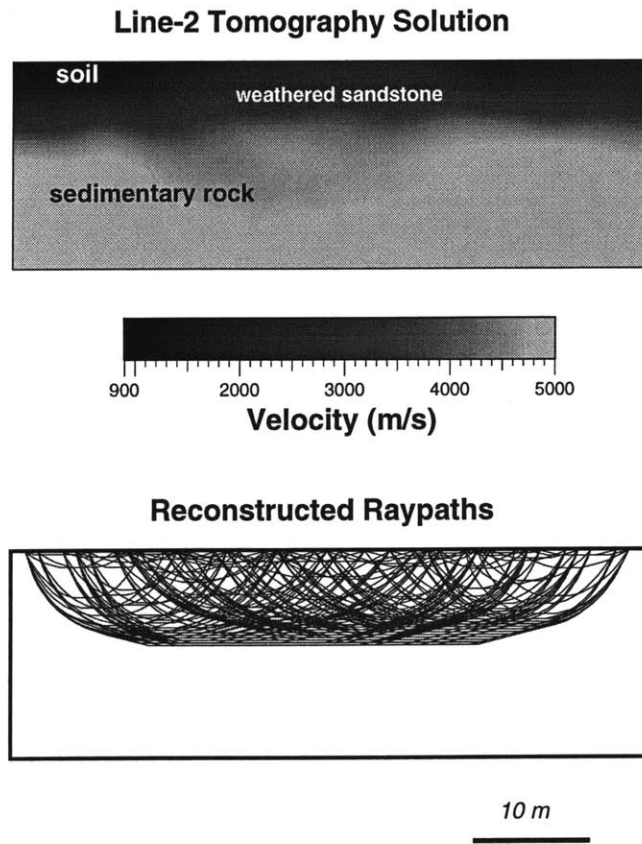 Line-2 Tomography Solution
soil
weathered sandstone
sedimentary rock
900 2000 3000 4000 5000
Velocity (m/s)
Reconstructed Raypaths
10 m